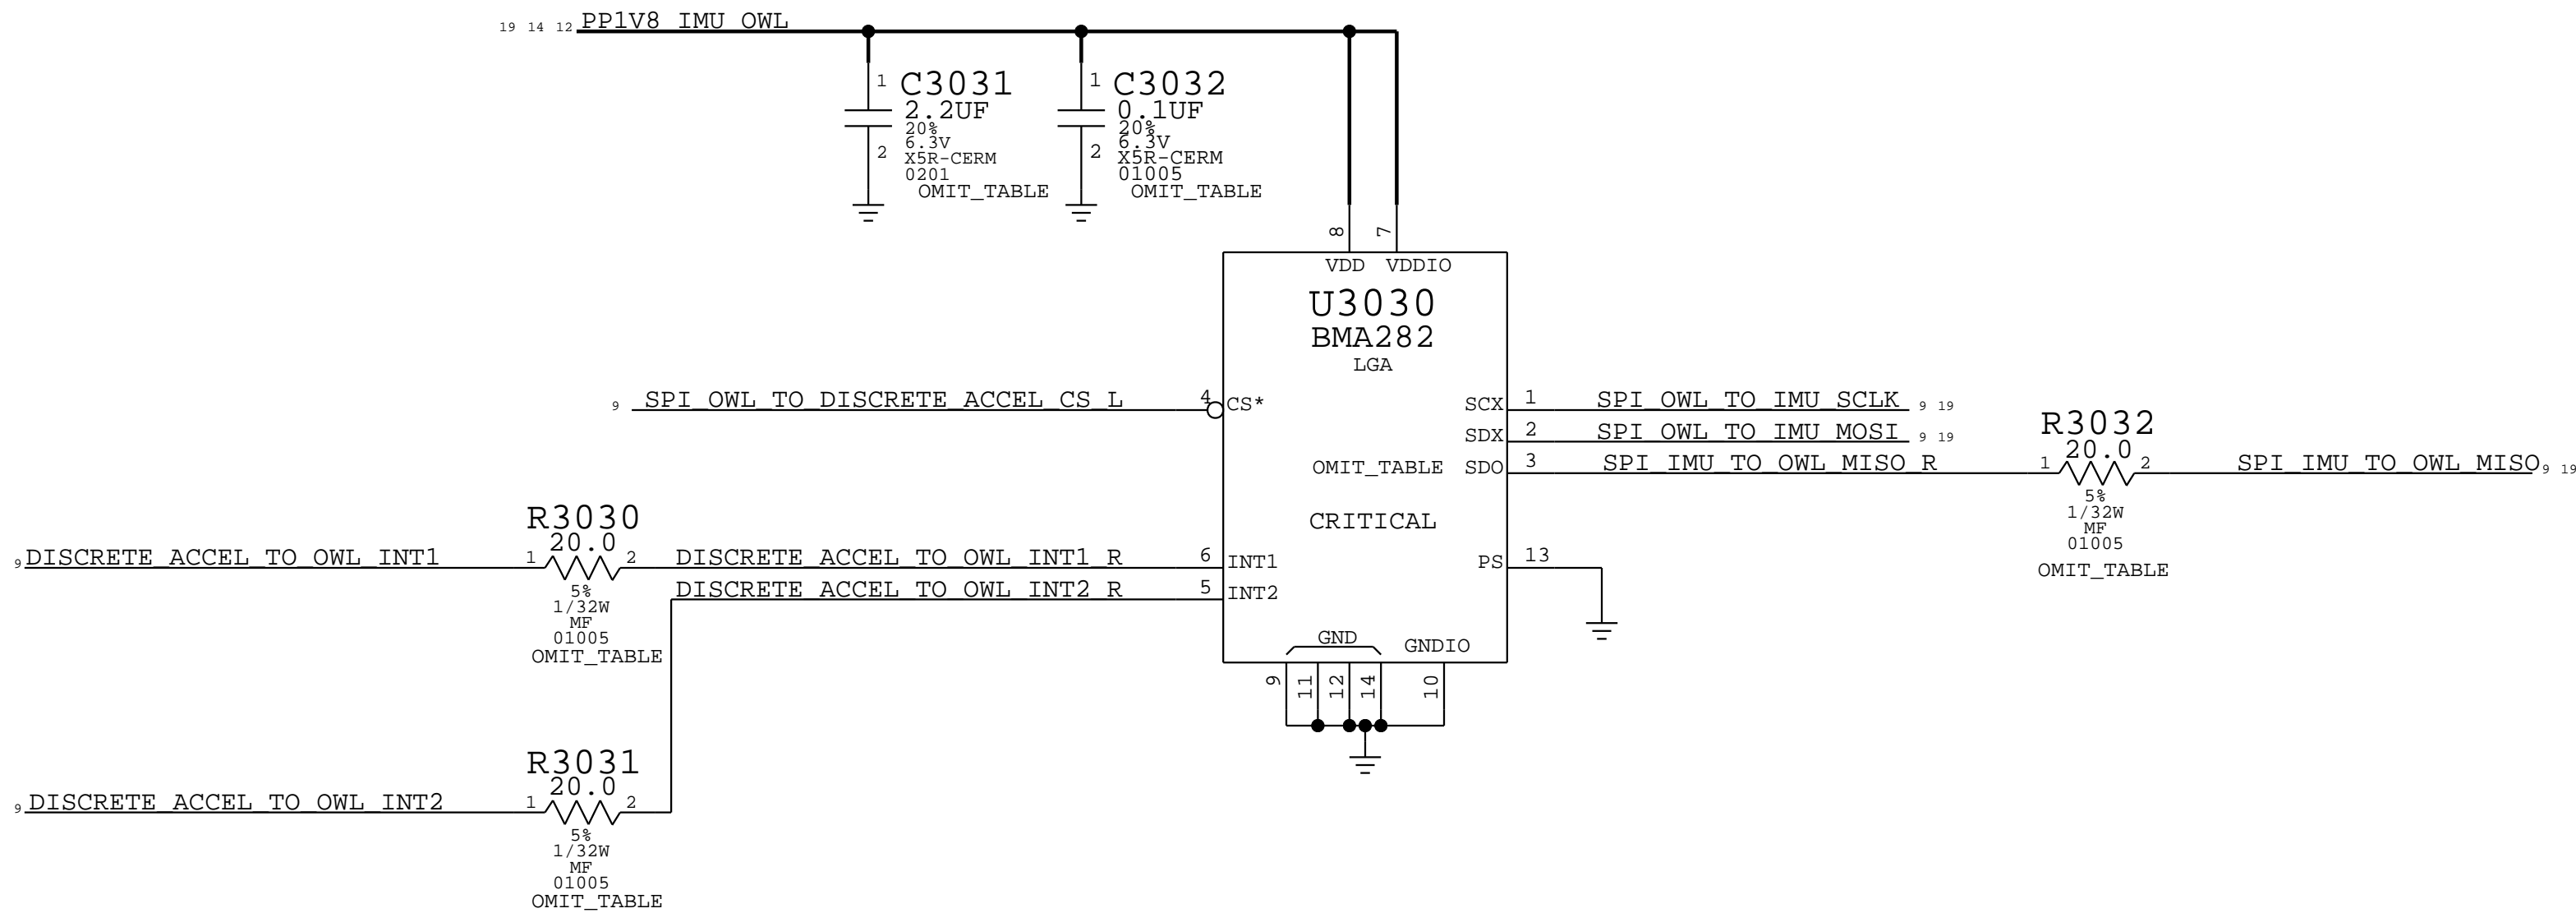 19 14 12 PP1V8_IMU_OWL
1 C3031
2.2UF
20%
6.3V
2 X5R-CERM
0201
OMIT_TABLE
1 C3032
0.1UF
20%
6.3V
2 X5R-CERM
01005
OMIT_TABLE
8 7
VDD VDDIO
U3030
BMA282
LGA
9 SPI_OWL_TO_DISCRETE_ACCEL_CS_L 4 CS*
SCX 1 SPI_OWL_TO_IMU_SCLK 9 19
SDX 2 SPI_OWL_TO_IMU_MOSI 9 19
OMIT_TABLE SDO 3 SPI_IMU_TO_OWL_MISO_R 1 2 SPI_IMU_TO_OWL_MISO 9 19
R3032
20.0
5%
1/32W
MF
01005
OMIT_TABLE
CRITICAL
R3030
20.0
9 DISCRETE_ACCEL_TO_OWL_INT1 1 2 DISCRETE_ACCEL_TO_OWL_INT1_R 6 INT1
PS 13
DISCRETE_ACCEL_TO_OWL_INT2_R 5 INT2
5%
1/32W
MF
01005
OMIT_TABLE
GND GNDIO
9 11 12 14 10
R3031
20.0
9 DISCRETE_ACCEL_TO_OWL_INT2 1 2
5%
1/32W
MF
01005
OMIT_TABLE